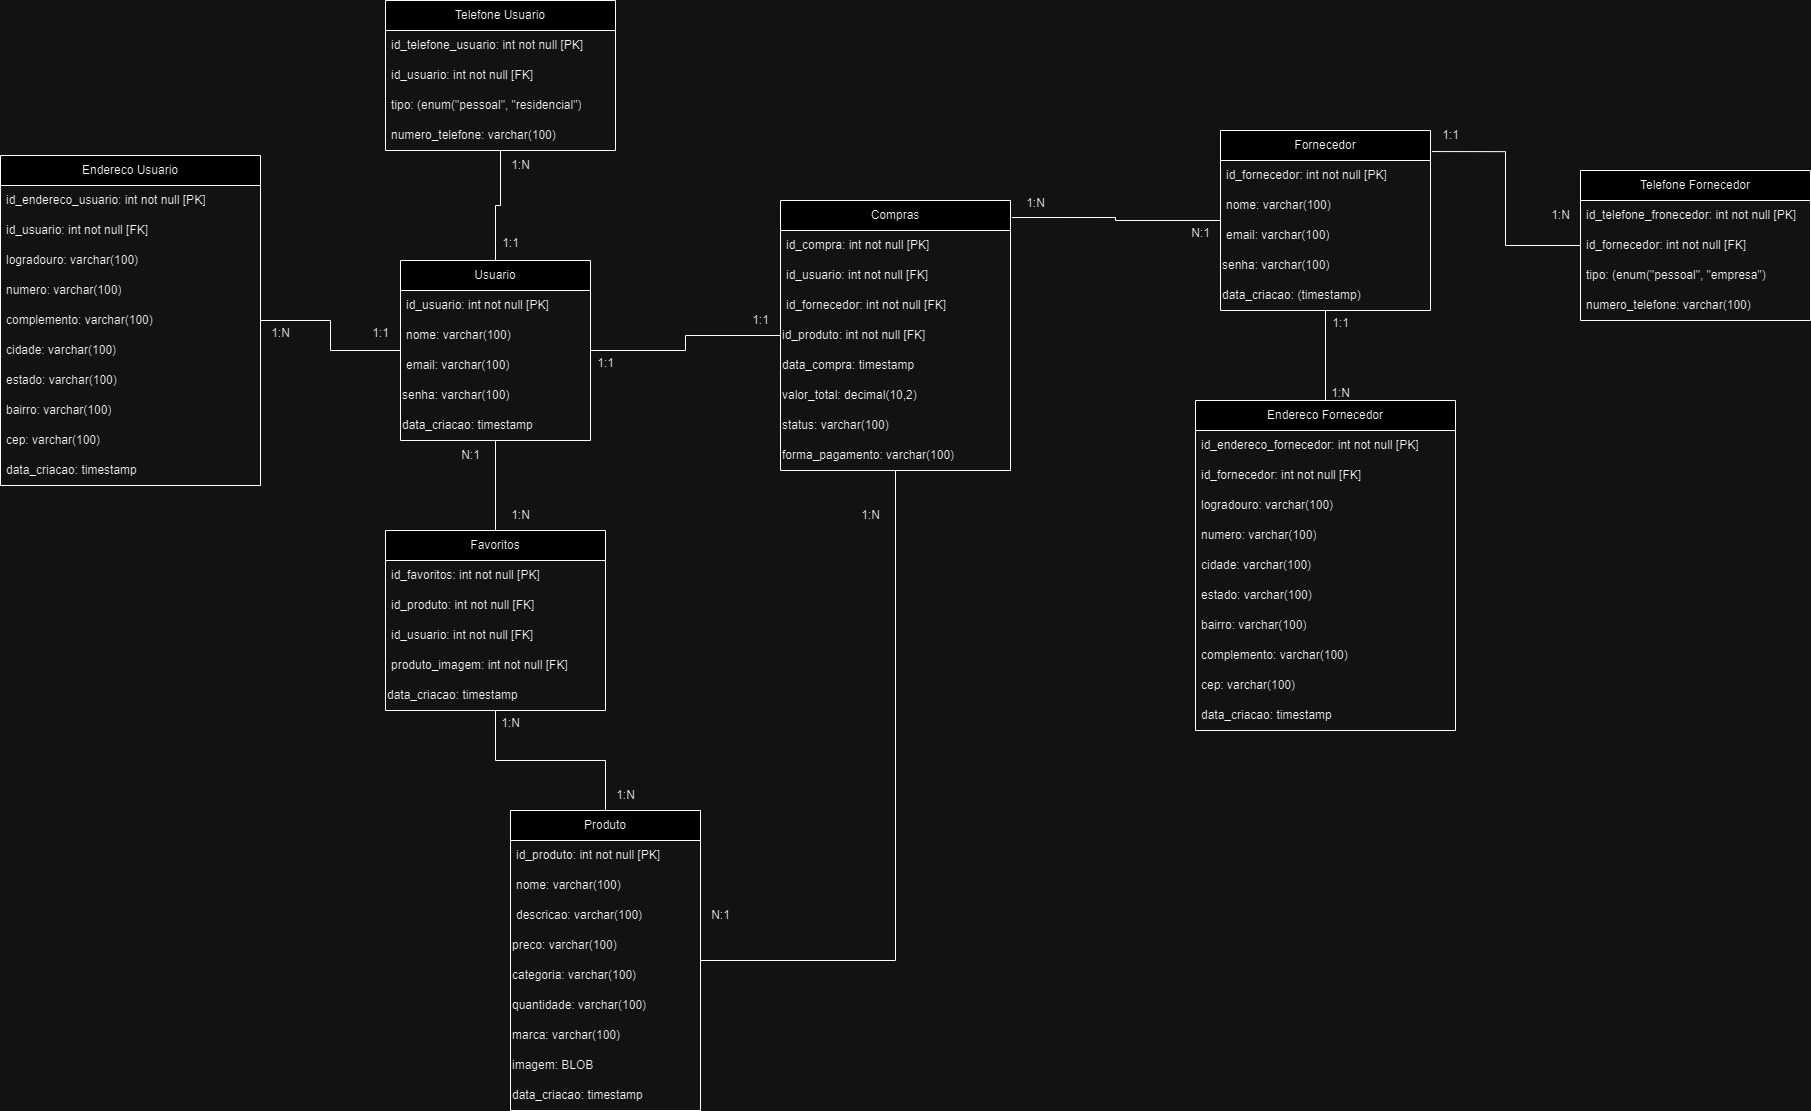 Telefone Usuario
id_telefone_usuario: int not null [PK]
id_usuario: int not null [FK]
tipo: (enum("pessoal", "residencial")
numero_telefone: varchar(100)
1:N
1:1
Endereco Usuario
id_endereco_usuario: int not null [PK]
id_usuario: int not null [FK]
logradouro: varchar(100)
numero: varchar(100)
complemento: varchar(100)
cidade: varchar(100)
estado: varchar(100)
bairro: varchar(100)
cep: varchar(100)
data_criacao: timestamp
1:N
1:1
Usuario
id_usuario: int not null [PK]
nome: varchar(100)
email: varchar(100)
senha: varchar(100)
data_criacao: timestamp
1:1
1:1
N:1
1:N
Compras
id_compra: int not null [PK]
id_usuario: int not null [FK]
id_fornecedor: int not null [FK]
id_produto: int not null [FK]
data_compra: timestamp
valor_total: decimal(10,2)
status: varchar(100)
forma_pagamento: varchar(100)
1:N
N:1
1:N
Fornecedor
id_fornecedor: int not null [PK]
nome: varchar(100)
email: varchar(100)
senha: varchar(100)
data_criacao: (timestamp)
1:1
1:N
Telefone Fornecedor
id_telefone_fronecedor: int not null [PK]
id_fornecedor: int not null [FK]
tipo: (enum("pessoal", "empresa")
numero_telefone: varchar(100)
1:1
1:N
Endereco Fornecedor
id_endereco_fornecedor: int not null [PK]
id_fornecedor: int not null [FK]
logradouro: varchar(100)
numero: varchar(100)
cidade: varchar(100)
estado: varchar(100)
bairro: varchar(100)
complemento: varchar(100)
cep: varchar(100)
data_criacao: timestamp
Favoritos
id_favoritos: int not null [PK]
id_produto: int not null [FK]
id_usuario: int not null [FK]
produto_imagem: int not null [FK]
data_criacao: timestamp
1:N
1:N
Produto
id_produto: int not null [PK]
nome: varchar(100)
descricao: varchar(100)
preco: varchar(100)
categoria: varchar(100)
quantidade: varchar(100)
marca: varchar(100)
imagem: BLOB
data_criacao: timestamp
N:1